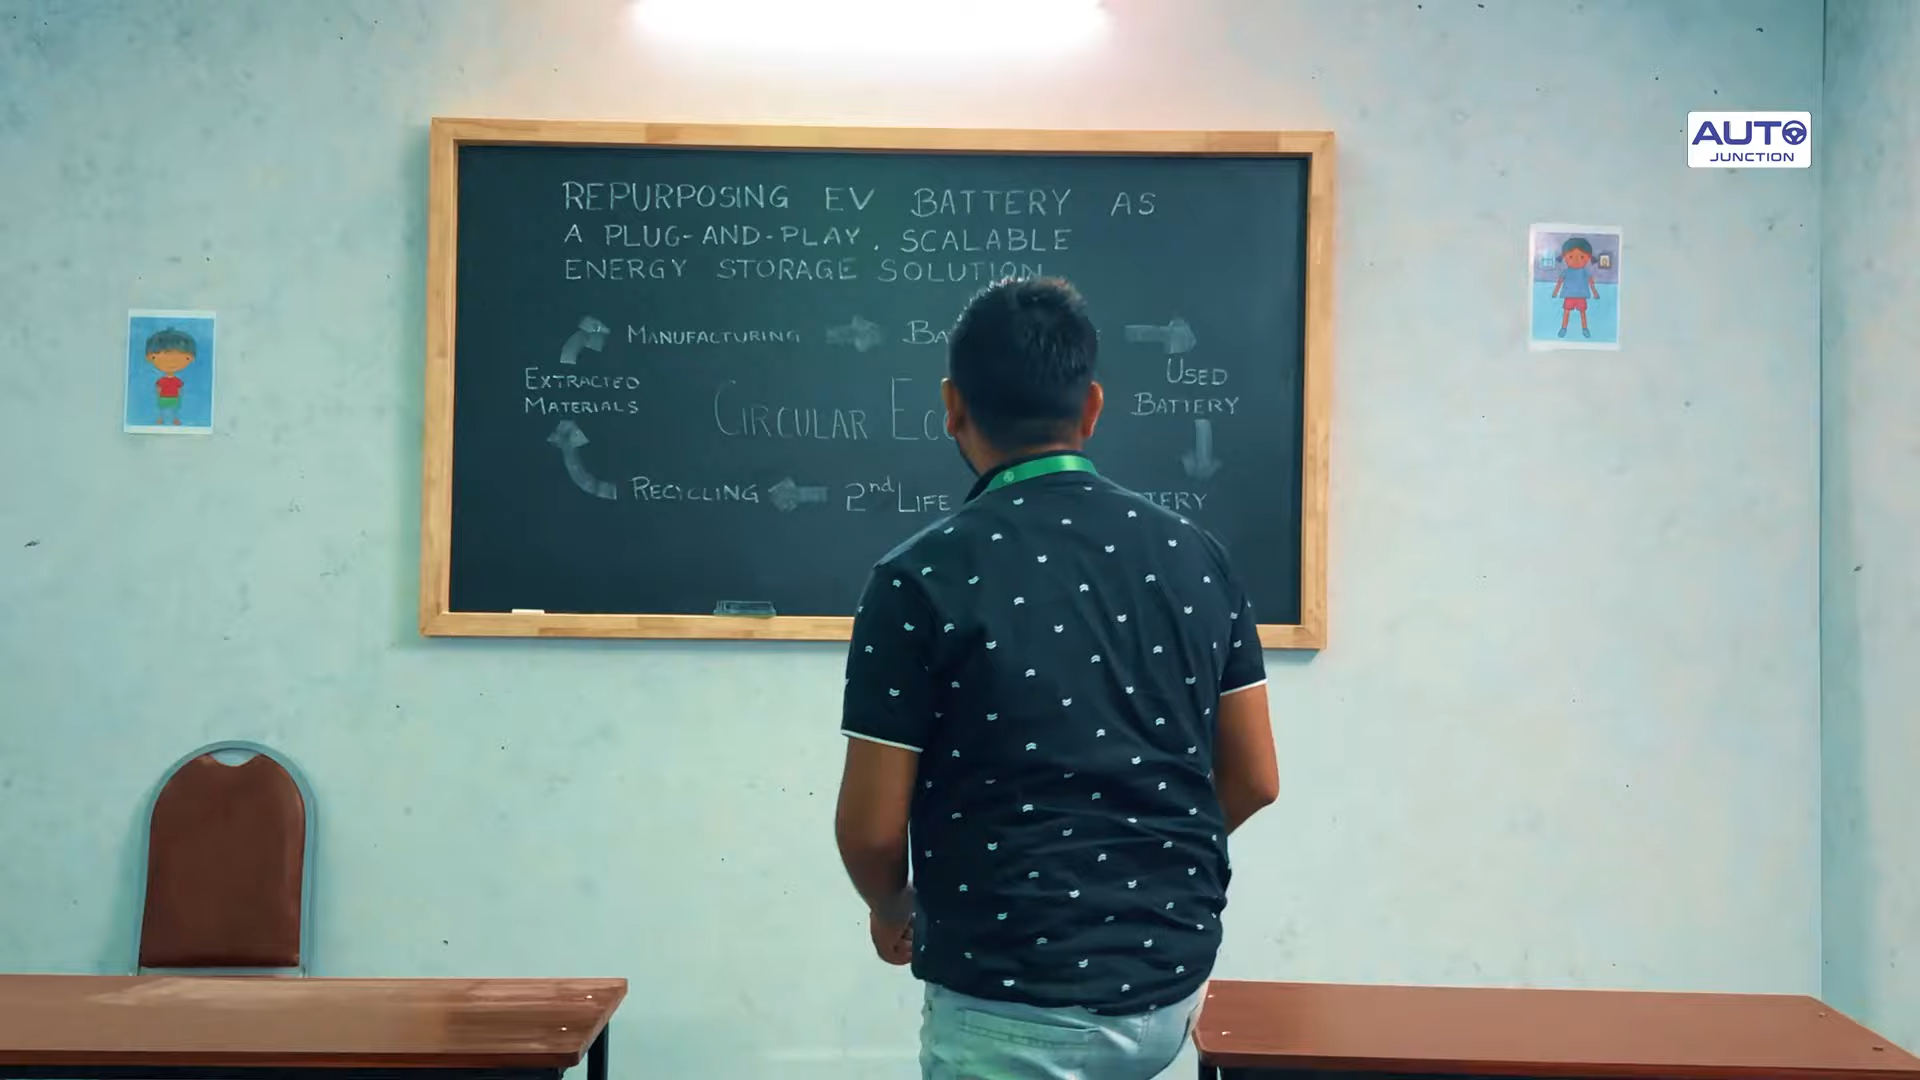 AUTO
JUNCTION
REPURPOSING EV BATTERY AS
A PLUG-AND-PLAY, SCALABLE
ENERGY STORAGE SOLUTION
MANUFACTURING
USED
BATTERY
EXTRACTED
MATERIALS
CIRCULAR
RECYCLING
2nd LIFE